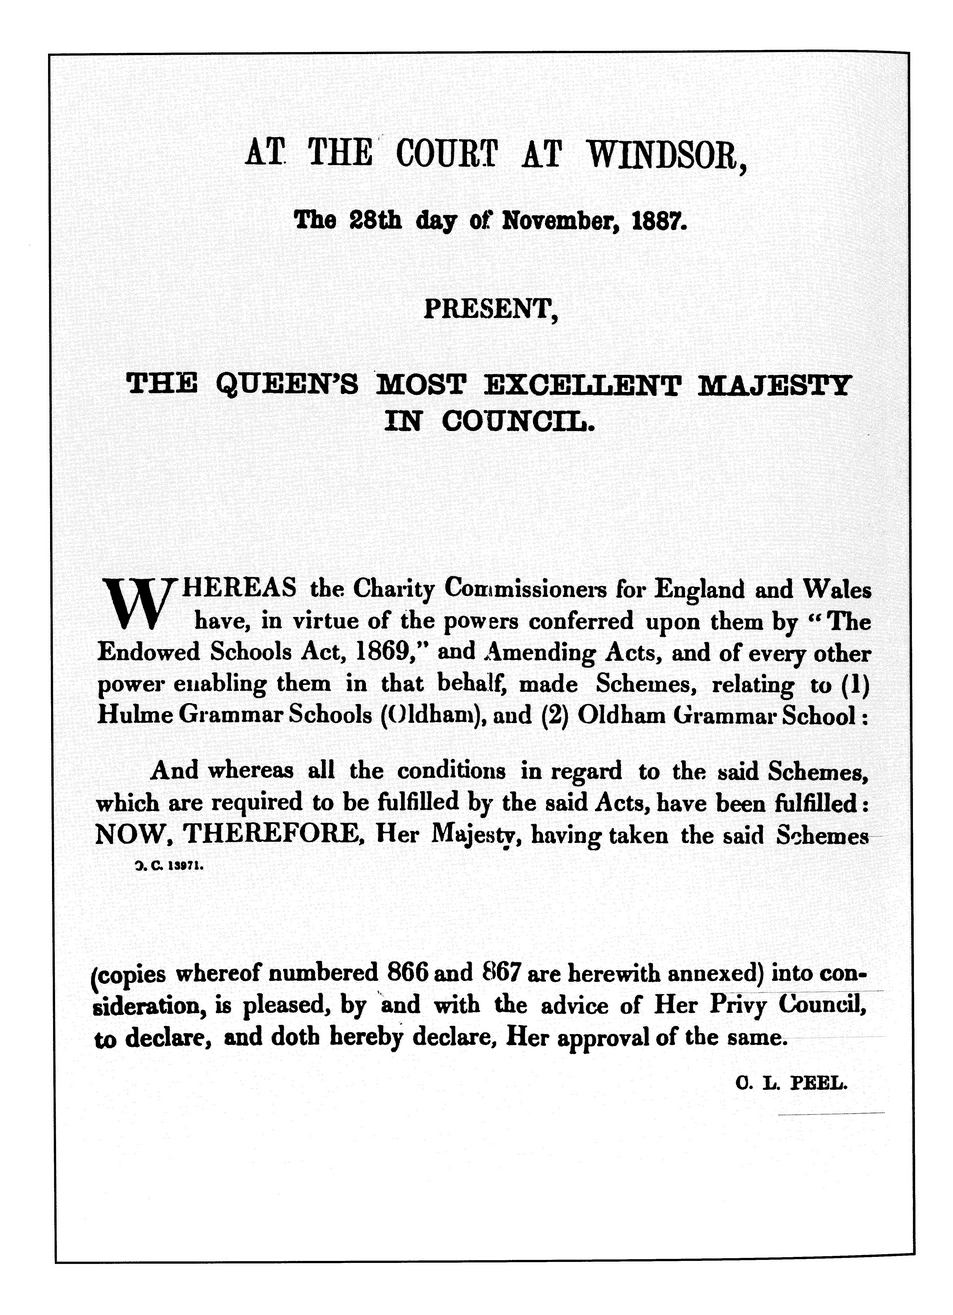 AT THE COURT AT WINDSOR,
The 28th day of November, 1887.
PRESENT,
THE QUEEN'S MOST EXCELLENT MAJESTY
IN COUNCIL.
WHEREAS the Charity Commissioners for England and Wales
have, in virtue of the powers conferred upon them by “The
Endowed Schools Act, 1869,” and Amending Acts, and of every other
power enabling them in that behalf, made Schemes, relating to (1)
Hulme Grammar Schools (Oldham), and (2) Oldham Grammar School:
And whereas all the conditions in regard to the said Schemes,
which are required to be fulfilled by the said Acts, have been fulfilled:
NOW, THEREFORE, Her Majesty, having taken the said Schemes
O. C. 13971.
(copies whereof numbered 866 and 867 are herewith annexed) into con-
sideration, is pleased, by and with the advice of Her Privy Council,
to declare, and doth hereby declare, Her approval of the same.
C. L. PEEL.